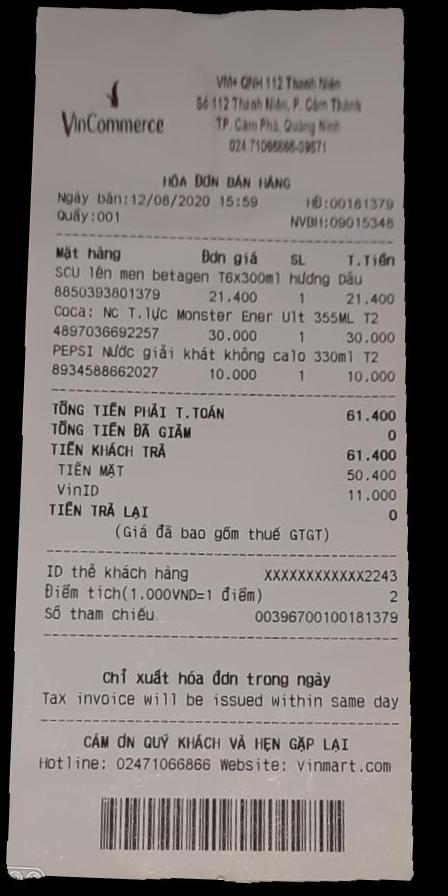 VinCommerce
VM+ QNH 112 Thanh Niên
Số 112 Thanh Niên, P. Cẩm Thành
TP. Cẩm Phả, Quảng Ninh
024.71066866-39671
HÓA ĐƠN BÁN HÀNG
Ngày bán:12/08/2020 15:59 HĐ:00181379
Quầy:001 NVBH:09015346
Mặt hàng Đơn giá SL T.Tiền
SCU lên men betagen T6x300ml hương Dâu
8850393801379 21.400 1 21.400
Coca: NC T.lực Monster Ener Ult 355ML T2
4897036692257 30.000 1 30.000
PEPSI Nước giải khát không calo 330ml T2
8934588662027 10.000 1 10.000
TỔNG TIỀN PHẢI T.TOÁN 61.400
TỔNG TIỀN ĐÃ GIẢM 0
TIỀN KHÁCH TRẢ 61.400
TIỀN MẶT 50.400
VinID 11.000
TIỀN TRẢ LẠI 0
(Giá đã bao gồm thuế GTGT)
ID thẻ khách hàng XXXXXXXXXXXX2243
Điểm tích(1.000VND=1 điểm) 2
Số tham chiếu 00396700100181379
Chỉ xuất hóa đơn trong ngày
Tax invoice will be issued within same day
CẢM ƠN QUÝ KHÁCH VÀ HẸN GẶP LẠI
Hotline: 02471066866 Website: vinmart.com